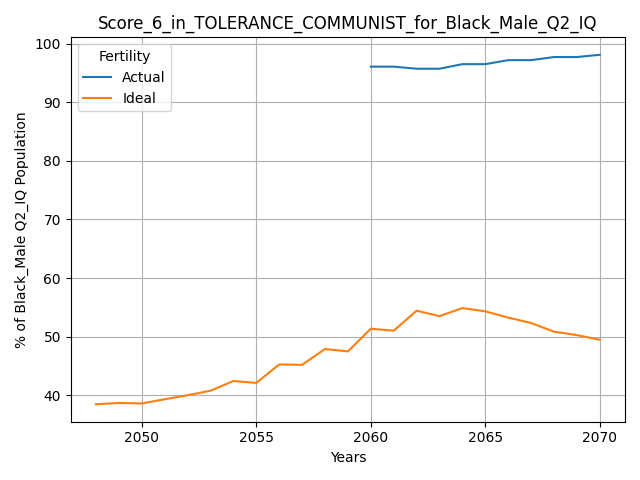 Score_6_in_TOLERANCE_COMMUNIST_for_Black_Male_Q2_IQ
100
90
80
70
60
50
40
% of Black_Male Q2_IQ Population
Fertility
Actual
Ideal
2050
2055
2060
2065
2070
Years